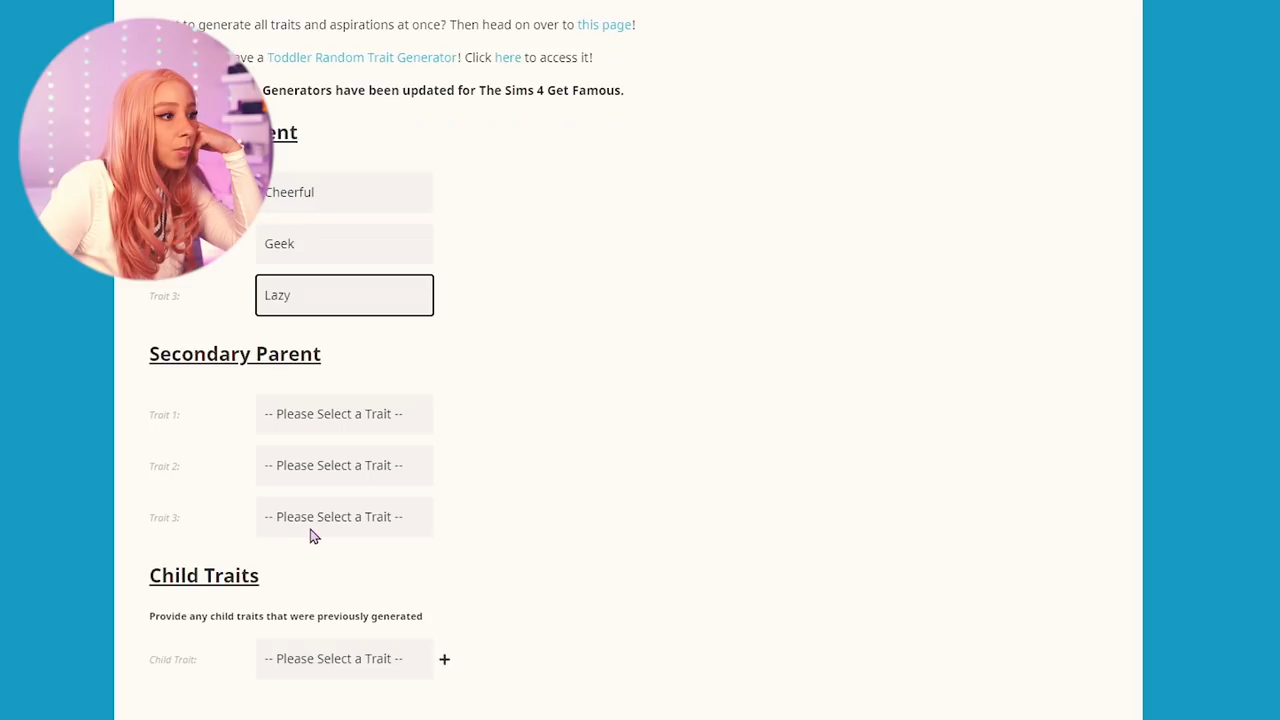 to generate all traits and aspirations at once? Then head on over to this page!
have a Toddler Random Trait Generator! Click here to access it!
Generators have been updated for The Sims 4 Get Famous.
Cheerful
Geek
Trait 3: Lazy
Secondary Parent
Trait 1: -- Please Select a Trait --
Trait 2: -- Please Select a Trait --
Trait 3: -- Please Select a Trait --
Child Traits
Provide any child traits that were previously generated
Child Trait: -- Please Select a Trait -- +